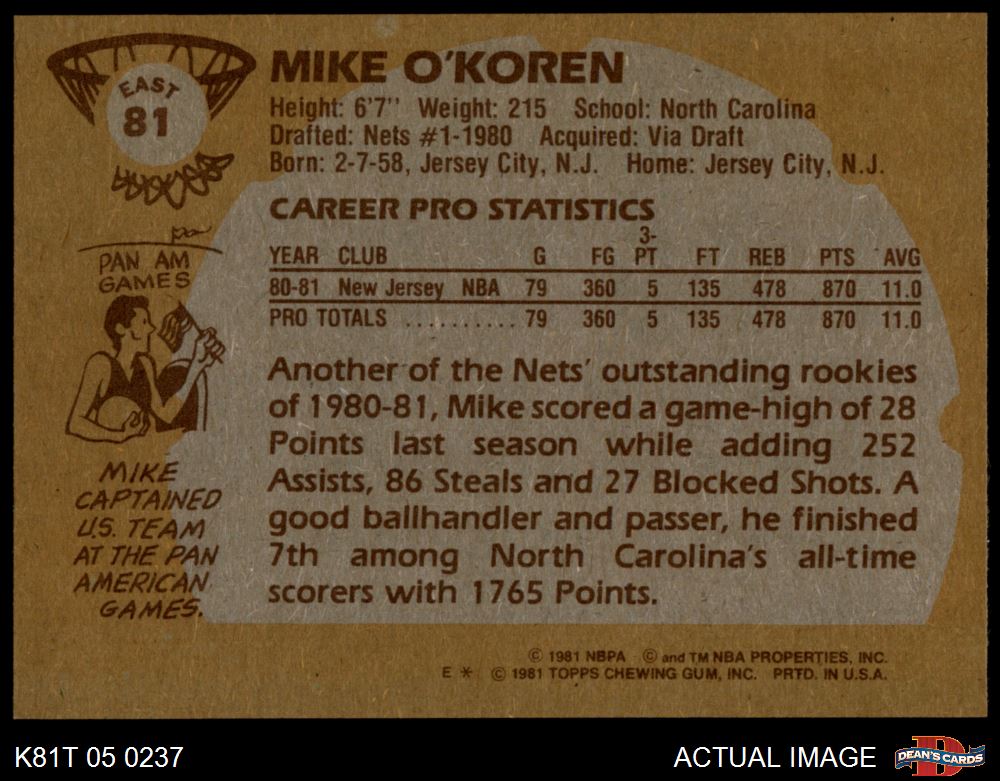 EAST
81
MIKE O'KOREN
Height: 6'7'' Weight: 215 School: North Carolina
Drafted: Nets #1-1980 Acquired: Via Draft
Born: 2-7-58, Jersey City, N.J. Home: Jersey City, N.J.
CAREER PRO STATISTICS
YEAR CLUB G FG 3-PT FT REB PTS AVG
80-81 New Jersey NBA 79 360 5 135 478 870 11.0
PRO TOTALS .......... 79 360 5 135 478 870 11.0
PAN AM
GAMES
MIKE
CAPTAINED
U.S. TEAM
AT THE PAN
AMERICAN
GAMES.
Another of the Nets' outstanding rookies
of 1980-81, Mike scored a game-high of 28
Points last season while adding 252
Assists, 86 Steals and 27 Blocked Shots. A
good ballhandler and passer, he finished
7th among North Carolina's all-time
scorers with 1765 Points.
© 1981 NBPA © and TM NBA PROPERTIES, INC.
E * © 1981 TOPPS CHEWING GUM, INC. PRTD. IN U.S.A.
K81T 05 0237
ACTUAL IMAGE
D
DEAN'S CARDS